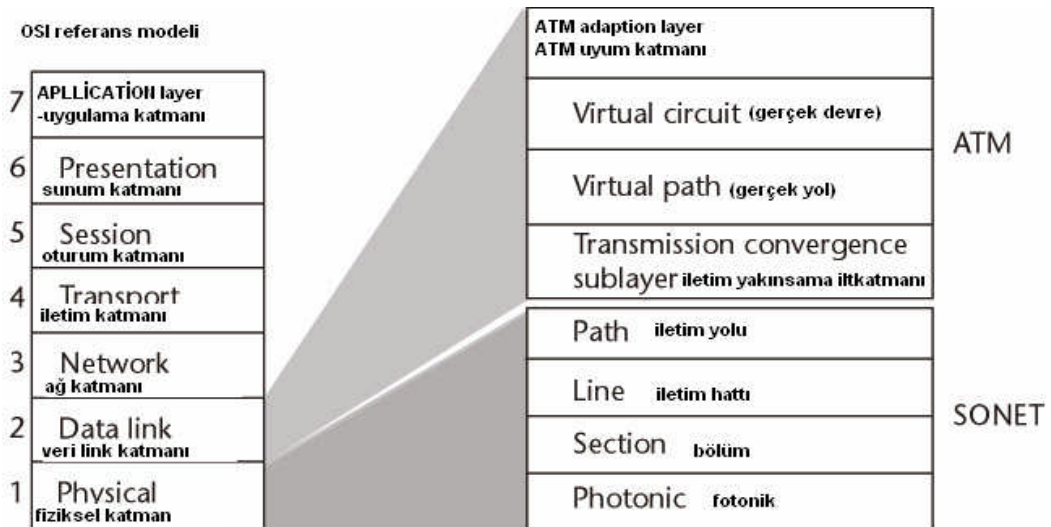 OSI referans modeli
7
APLLİCATİON layer
-uygulama katmanı
6
Presentation
sunum katmanı
5
Session
oturum katmanı
4
Transport
iletim katmanı
3
Network
ağ katmanı
2
Data link
veri link katmanı
1
Physical
fiziksel katman
ATM adaption layer
ATM uyum katmanı
Virtual circuit (gerçek devre)
Virtual path (gerçek yol)
Transmission convergence
sublayer iletim yakınsama iltkatmanı
ATM
Path iletim yolu
Line iletim hattı
Section bölüm
Photonic fotonik
SONET